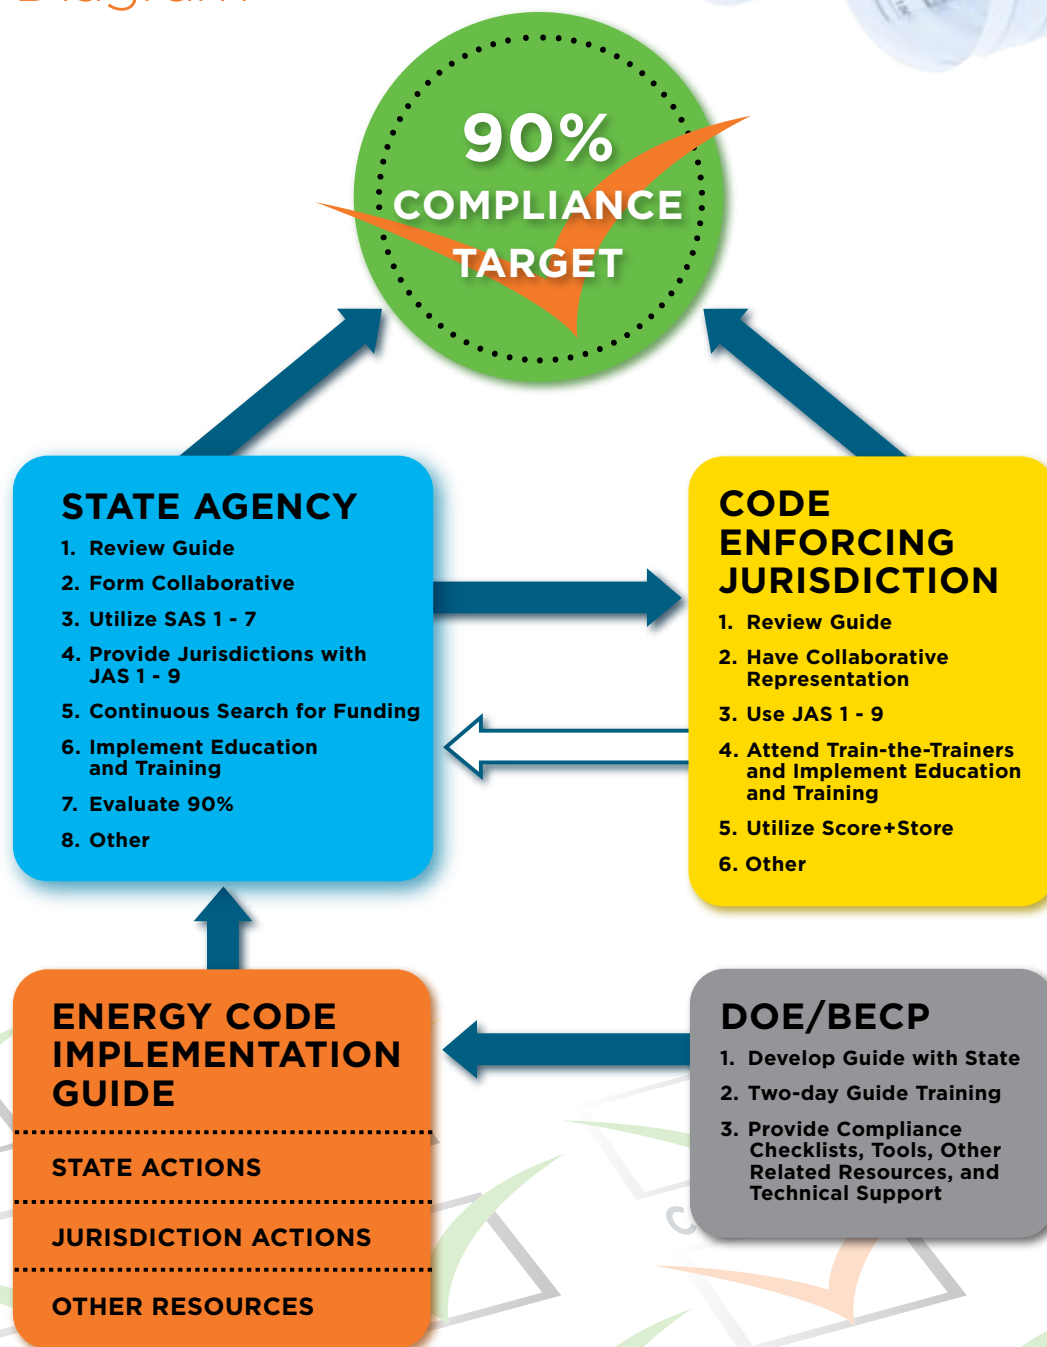 Diagram
90%
COMPLIANCE
TARGET
STATE AGENCY
1. Review Guide
2. Form Collaborative
3. Utilize SAS 1 - 7
4. Provide Jurisdictions with
JAS 1 - 9
5. Continuous Search for Funding
6. Implement Education
and Training
7. Evaluate 90%
8. Other
CODE
ENFORCING
JURISDICTION
1. Review Guide
2. Have Collaborative
Representation
3. Use JAS 1 - 9
4. Attend Train-the-Trainers
and Implement Education
and Training
5. Utilize Score+Store
6. Other
ENERGY CODE
IMPLEMENTATION
GUIDE
STATE ACTIONS
JURISDICTION ACTIONS
OTHER RESOURCES
DOE/BECP
1. Develop Guide with State
2. Two-day Guide Training
3. Provide Compliance
Checklists, Tools, Other
Related Resources, and
Technical Support